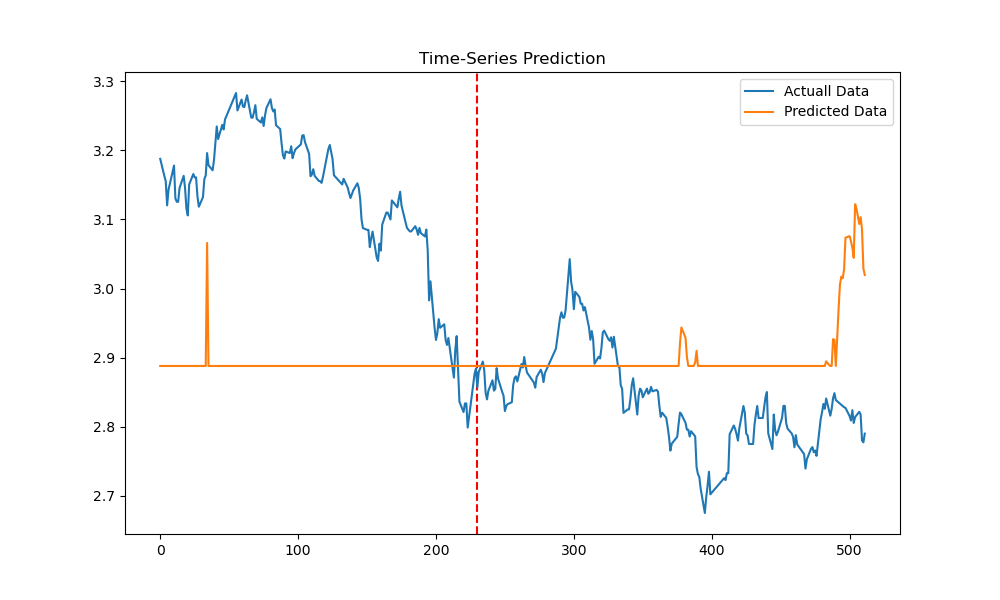 Time-Series Prediction
Actuall Data
Predicted Data
3.3
3.2
3.1
3.0
2.9
2.8
2.7
0 100 200 300 400 500